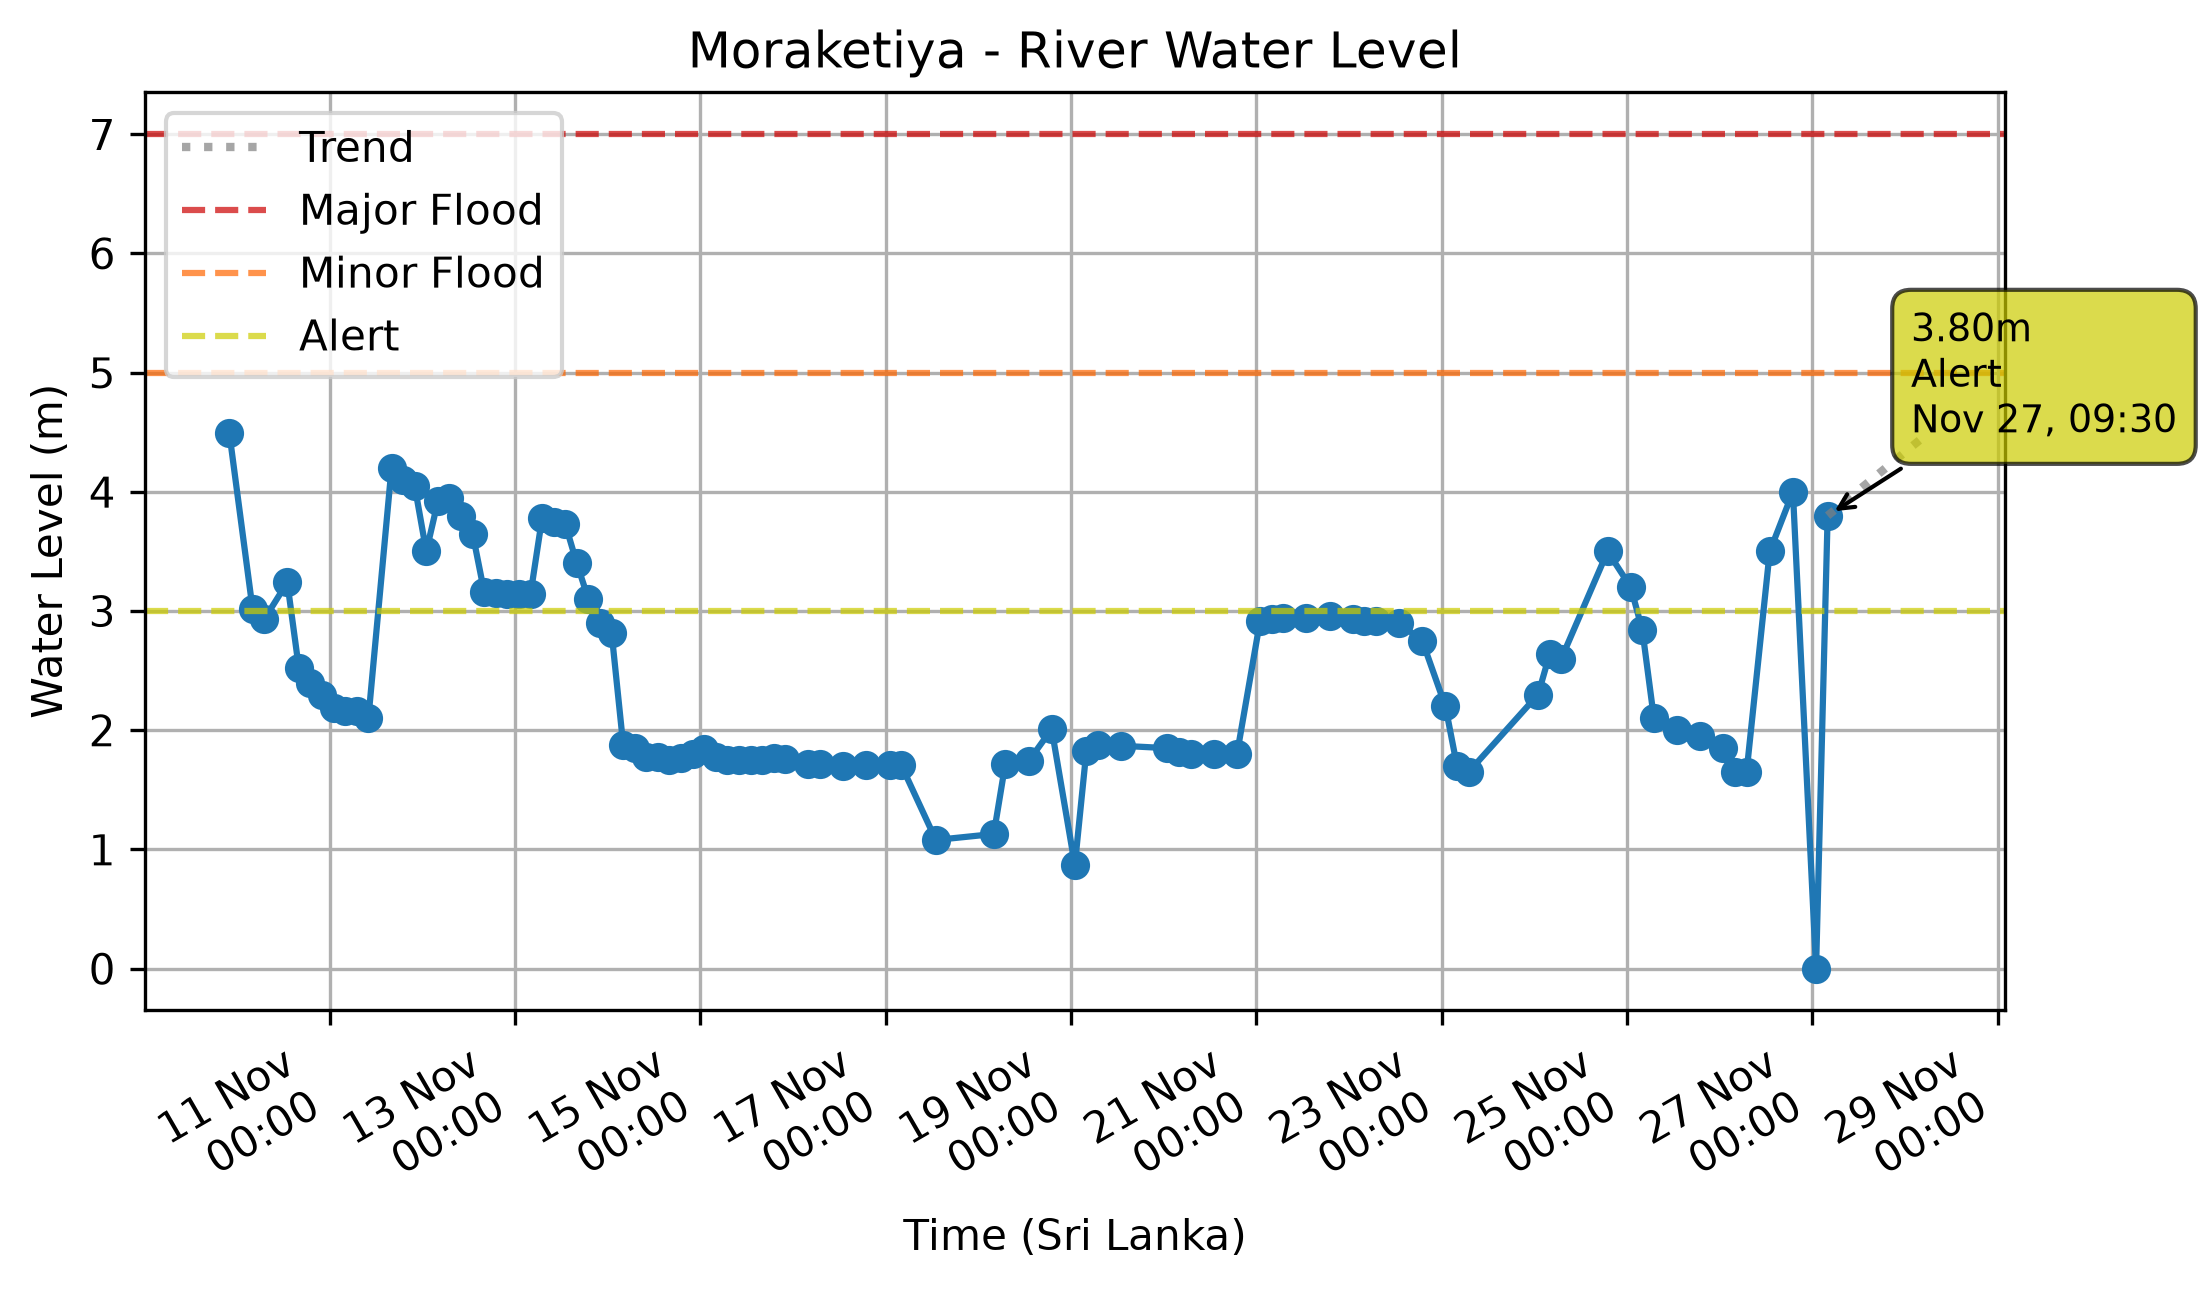 Moraketiya - River Water Level
Trend
Major Flood
Minor Flood
Alert
3.80m
Alert
Nov 27, 09:30
Water Level (m)
7
6
5
4
3
2
1
0
11 Nov
00:00
13 Nov
00:00
15 Nov
00:00
17 Nov
00:00
19 Nov
00:00
21 Nov
00:00
23 Nov
00:00
25 Nov
00:00
27 Nov
00:00
29 Nov
00:00
Time (Sri Lanka)